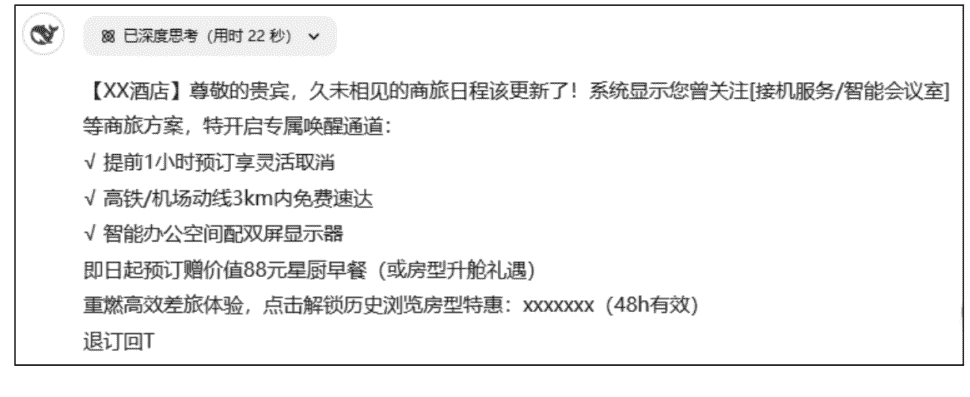 已深度思考（用时 22 秒）
【XX酒店】尊敬的贵宾，久未相见的商旅日程该更新了！系统显示您曾关注[接机服务/智能会议室]
等商旅方案，特开启专属唤醒通道：
√ 提前1小时预订享灵活取消
√ 高铁/机场动线3km内免费速达
√ 智能办公空间配双屏显示器
即日起预订赠价值88元星厨早餐（或房型升舱礼遇）
重燃高效差旅体验，点击解锁历史浏览房型特惠：xxxxxxx（48h有效）
退订回T